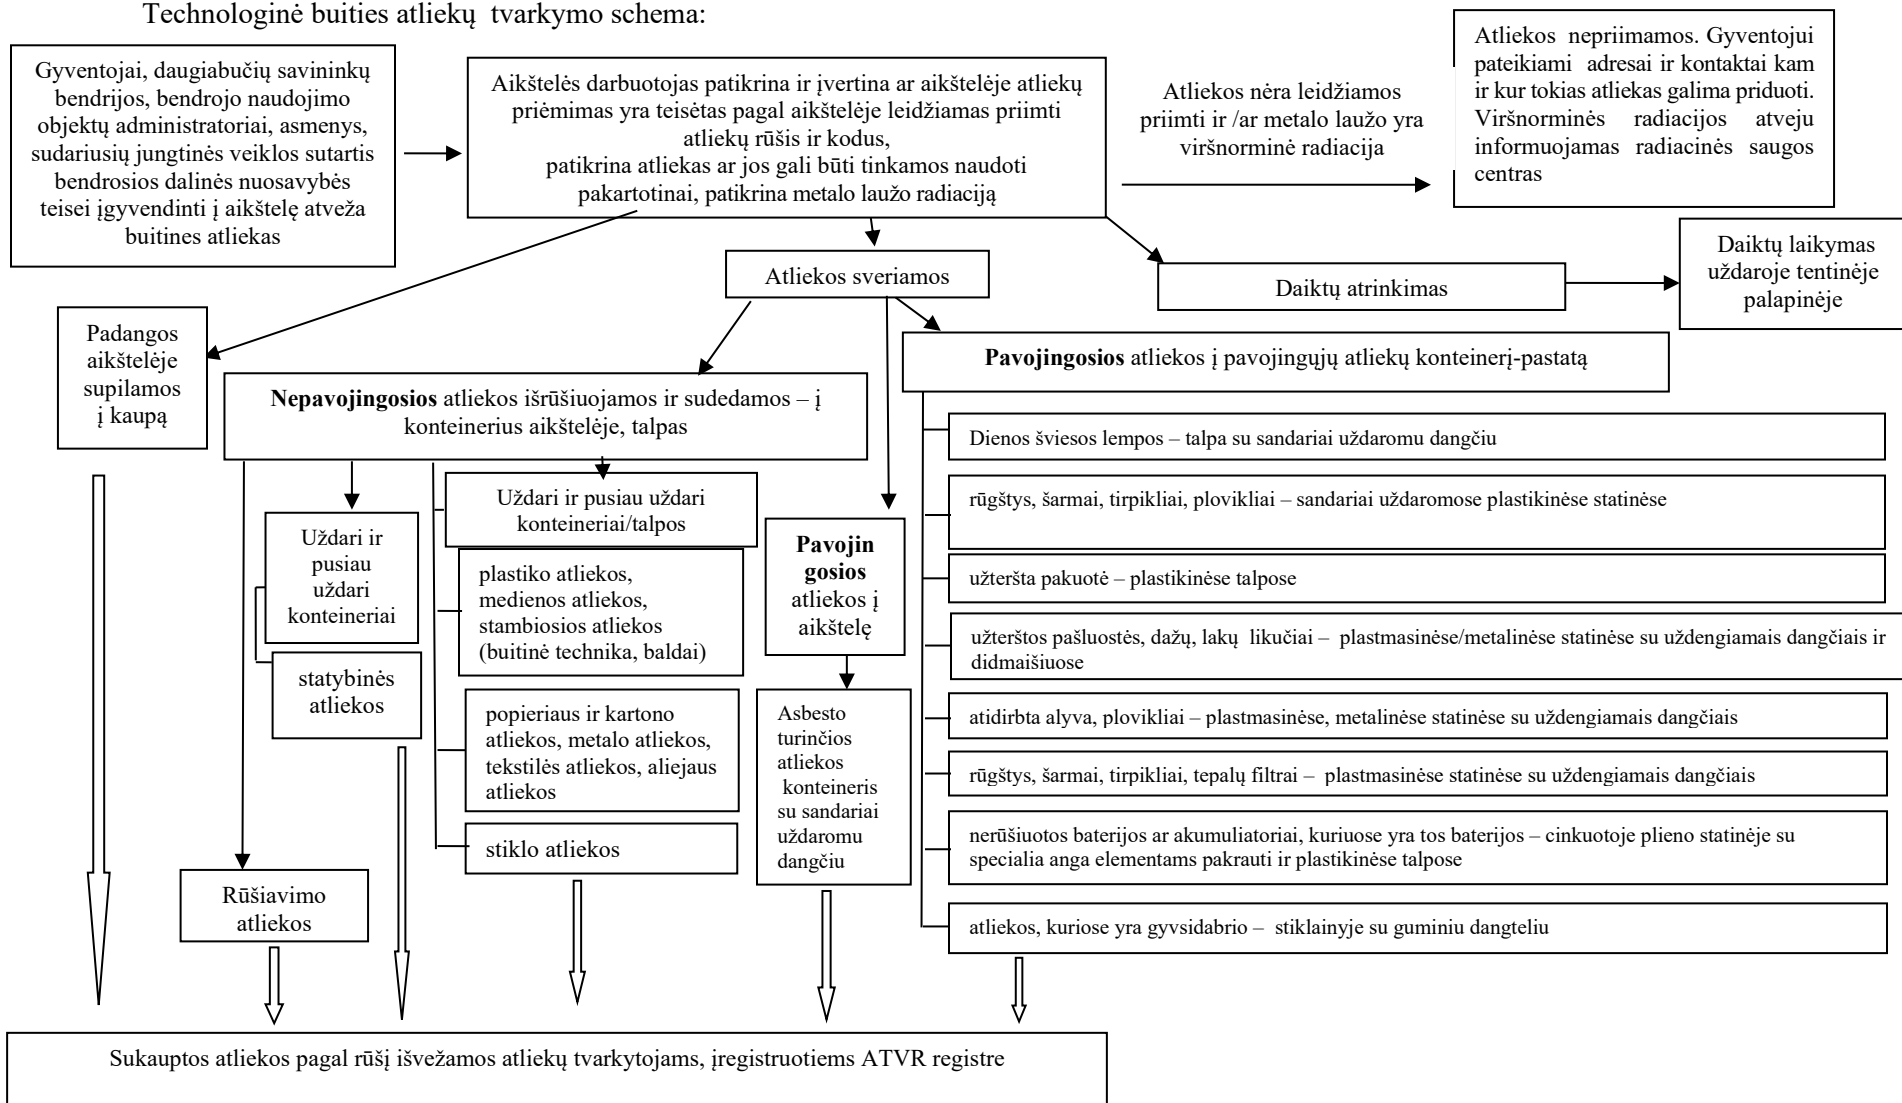 Technologinė buities atliekų tvarkymo schema:
Gyventojai, daugiabučių savininkų
bendrijos, bendrojo naudojimo
objektų administratoriai, asmenys,
sudariusių jungtinės veiklos sutartis
bendrosios dalinės nuosavybės
teisei įgyvendinti į aikštelę atveža
buitines atliekas
Aikštelės darbuotojas patikrina ir įvertina ar aikštelėje atliekų
priėmimas yra teisėtas pagal aikštelėje leidžiamas priimti
atliekų rūšis ir kodus,
patikrina atliekas ar jos gali būti tinkamos naudoti
pakartotinai, patikrina metalo laužo radiaciją
Atliekos nėra leidžiamos
priimti ir /ar metalo laužo yra
viršnorminė radiacija
Atliekos nepriimamos. Gyventojui
pateikiami adresai ir kontaktai kam
ir kur tokias atliekas galima priduoti.
Viršnorminės radiacijos atveju
informuojamas radiacinės saugos
centras
Atliekos sveriamos
Daiktų atrinkimas
Daiktų laikymas
uždaroje tentinėje
palapinėje
Padangos
aikštelėje
supilamos
į kaupą
Nepavojingosios atliekos išrūšiuojamos ir sudedamos – į
konteinerius aikštelėje, talpas
Pavojingosios atliekos į pavojingųjų atliekų konteinerį-pastatą
Uždari ir
pusiau
uždari
konteineriai
statybinės
atliekos
Uždari ir pusiau uždari
konteineriai/talpos
plastiko atliekos,
medienos atliekos,
stambiosios atliekos
(buitinė technika, baldai)
popieriaus ir kartono
atliekos, metalo atliekos,
tekstilės atliekos, aliejaus
atliekos
stiklo atliekos
Rūšiavimo
atliekos
Pavojin
gosios
atliekos į
aikštelę
Asbesto
turinčios
atliekos
konteineris
su sandariai
uždaromu
dangčiu
Dienos šviesos lempos – talpa su sandariai uždaromu dangčiu
rūgštys, šarmai, tirpikliai, plovikliai – sandariai uždaromose plastikinėse statinėse
užteršta pakuotė – plastikinėse talpose
užterštos pašluostės, dažų, lakų likučiai – plastmasinėse/metalinėse statinėse su uždengiamais dangčiais ir
didmaišiuose
atidirbta alyva, plovikliai – plastmasinėse, metalinėse statinėse su uždengiamais dangčiais
rūgštys, šarmai, tirpikliai, tepalų filtrai – plastmasinėse statinėse su uždengiamais dangčiais
nerūšiuotos baterijos ar akumuliatoriai, kuriuose yra tos baterijos – cinkuotoje plieno statinėje su
specialia anga elementams pakrauti ir plastikinėse talpose
atliekos, kuriose yra gyvsidabrio – stiklainyje su guminiu dangteliu
Sukauptos atliekos pagal rūšį išvežamos atliekų tvarkytojams, įregistruotiems ATVR registre